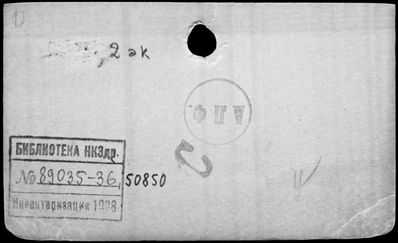 2 эк
АПФ.
БИБЛИОТЕКА НКЗдр.
№ 89035-36, 50850
Инвентаризация 1938